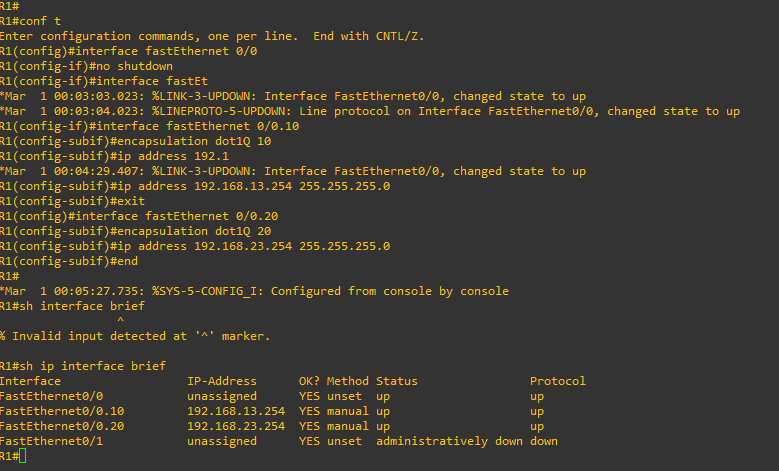 R1#
R1#conf t
Enter configuration commands, one per line.  End with CNTL/Z.
R1(config)#interface fastEthernet 0/0
R1(config-if)#no shutdown
R1(config-if)#interface fastEt
*Mar  1 00:03:03.023: %LINK-3-UPDOWN: Interface FastEthernet0/0, changed state to up
*Mar  1 00:03:04.023: %LINEPROTO-5-UPDOWN: Line protocol on Interface FastEthernet0/0, changed state to up
R1(config-if)#interface fastEthernet 0/0.10
R1(config-subif)#encapsulation dot1Q 10
R1(config-subif)#ip address 192.1
*Mar  1 00:04:29.407: %LINK-3-UPDOWN: Interface FastEthernet0/0, changed state to up
R1(config-subif)#ip address 192.168.13.254 255.255.255.0
R1(config-subif)#exit
R1(config)#interface fastEthernet 0/0.20
R1(config-subif)#encapsulation dot1Q 20
R1(config-subif)#ip address 192.168.23.254 255.255.255.0
R1(config-subif)#end
R1#
*Mar  1 00:05:27.735: %SYS-5-CONFIG_I: Configured from console by console
R1#sh interface brief
^
% Invalid input detected at '^' marker.
R1#sh ip interface brief
Interface                  IP-Address      OK? Method Status                Protocol
FastEthernet0/0            unassigned      YES unset  up                    up
FastEthernet0/0.10         192.168.13.254  YES manual up                    up
FastEthernet0/0.20         192.168.23.254  YES manual up                    up
FastEthernet0/1            unassigned      YES unset  administratively down down
R1#